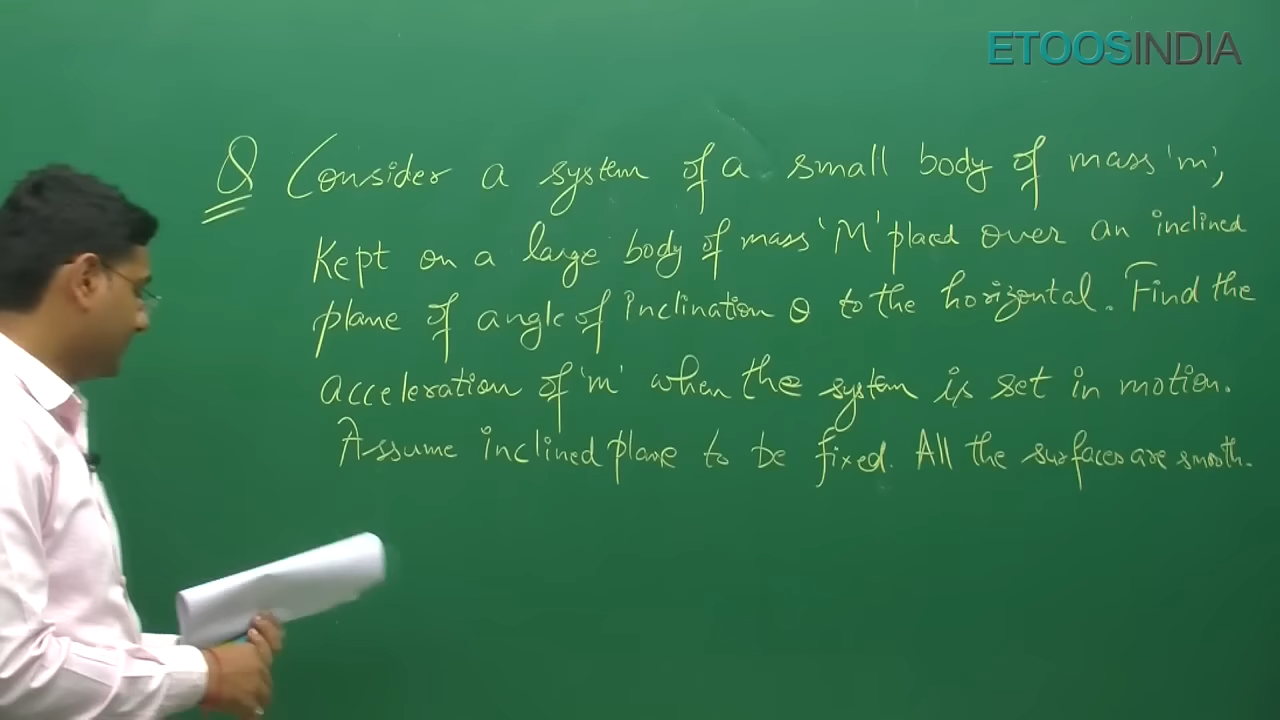 ETOOSINDIA
Q Consider a system of a small body of mass 'm',
Kept on a large body of mass 'M' placed over an inclined
plane of angle of inclination θ to the horizontal. Find the
acceleration of 'm' when the system is set in motion.
Assume inclined plane to be fixed. All the surfaces are smooth.